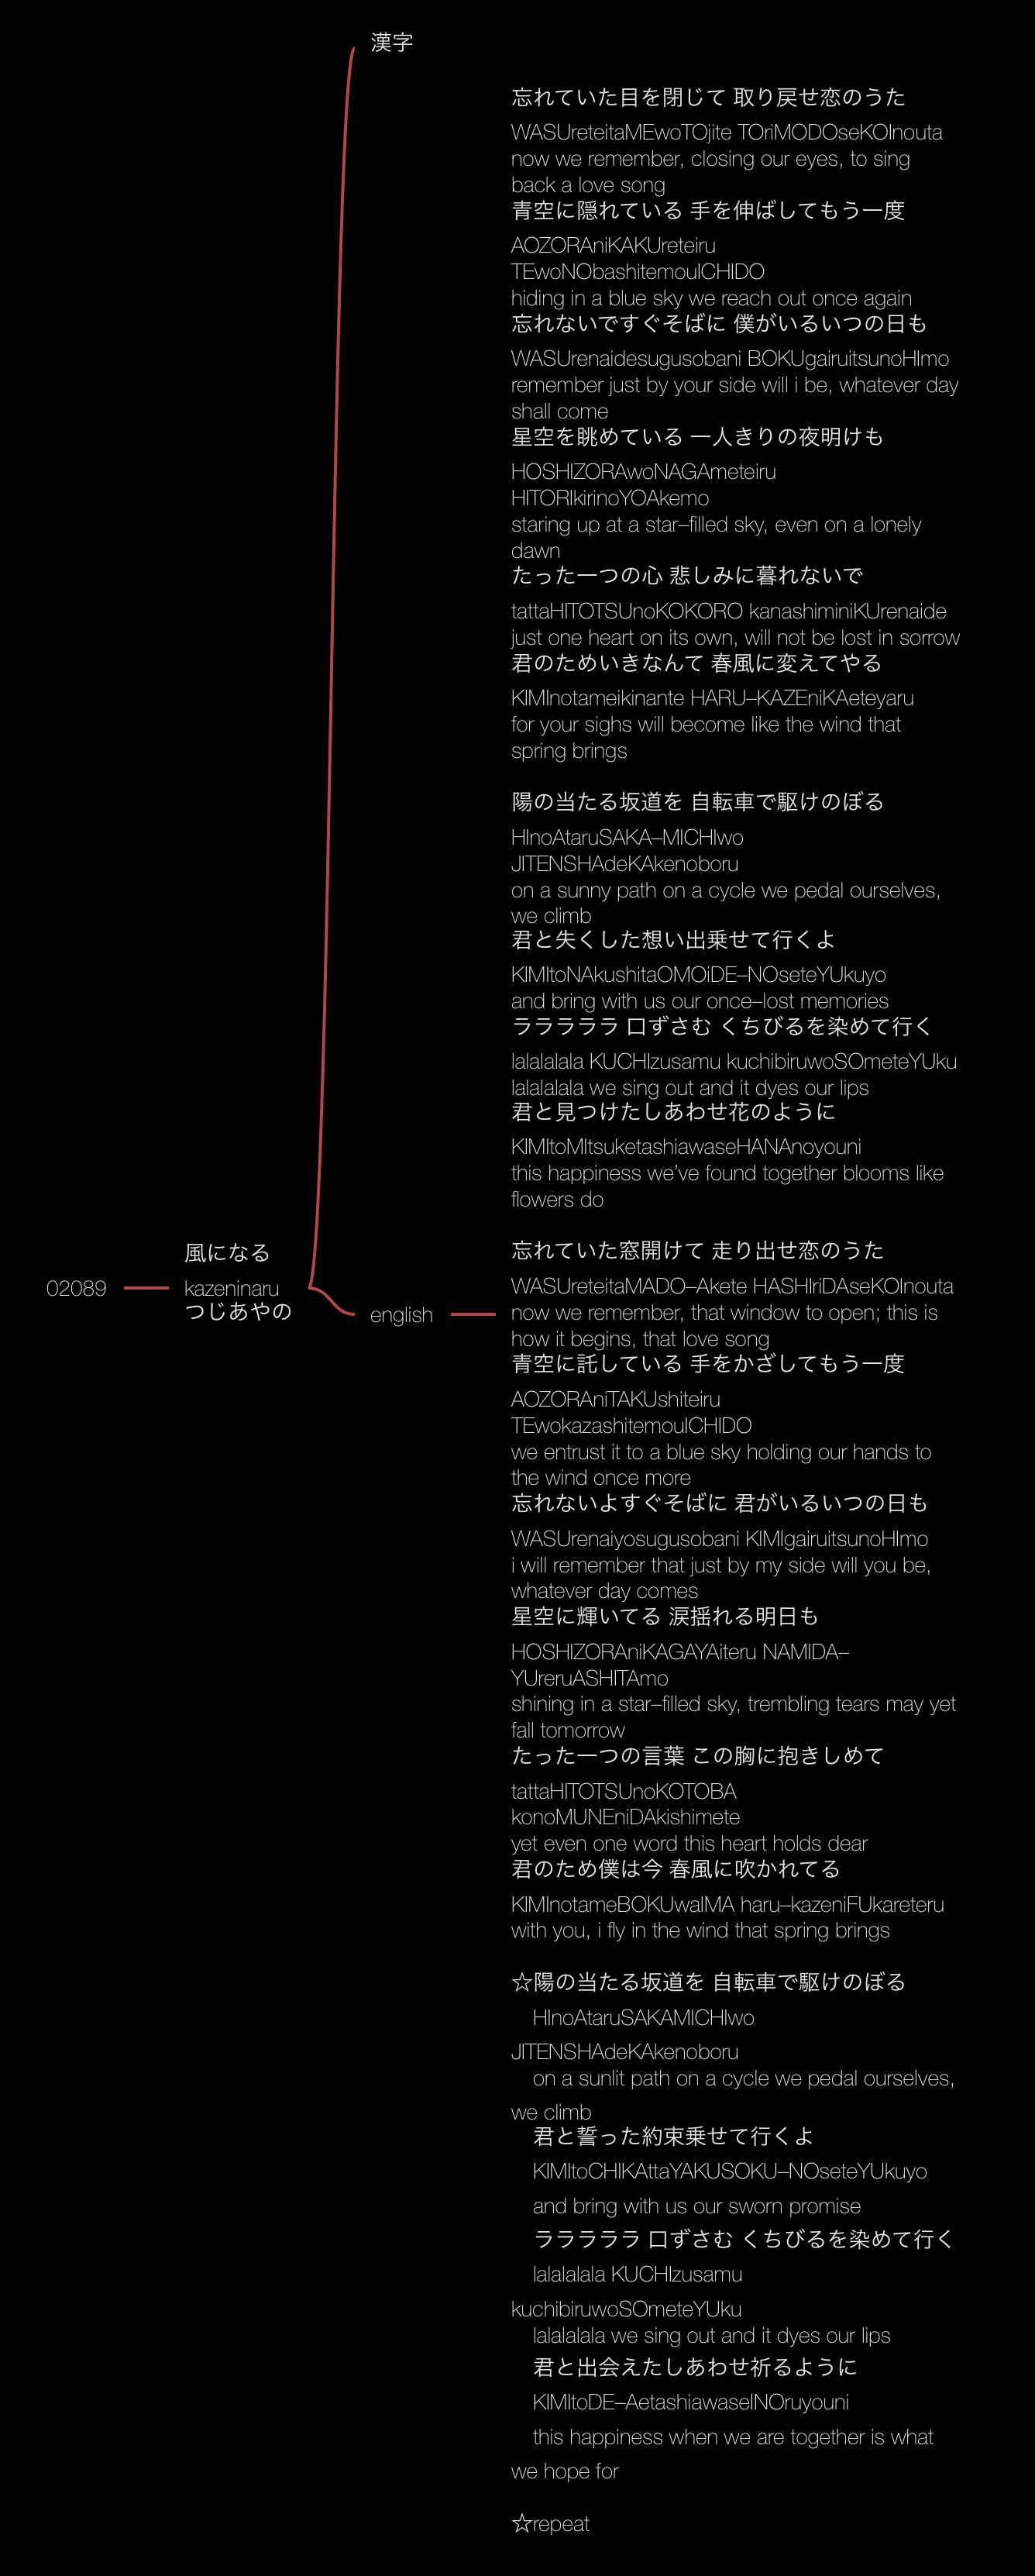 漢字
忘れていた目を閉じて 取り戻せ恋のうた
WASUreteitaMEwoTOjite TOriMODOseKOInouta
now we remember, closing our eyes, to sing
back a love song
青空に隠れている 手を伸ばしてもう一度
AOZORAniKAKUreteiru
TEwoNObashitemouICHIDO
hiding in a blue sky we reach out once again
忘れないですぐそばに 僕がいるいつの日も
WASUrenaidesugusobani BOKUgairuitsunoHImo
remember just by your side will i be, whatever day
shall come
星空を眺めている 一人きりの夜明けも
HOSHIZORAwoNAGAmeteiru
HITORIkirinoYOAkemo
staring up at a star–filled sky, even on a lonely
dawn
たった一つの心 悲しみに暮れないで
tattaHITOTSUnoKOKORO kanashiminiKUrenaide
just one heart on its own, will not be lost in sorrow
君のためいきなんて 春風に変えてやる
KIMInotameikinante HARU–KAZEniKAeteyaru
for your sighs will become like the wind that
spring brings
陽の当たる坂道を 自転車で駆けのぼる
HInoAtaruSAKA–MICHIwo
JITENSHAdeKAkenoboru
on a sunny path on a cycle we pedal ourselves,
we climb
君と失くした想い出乗せて行くよ
KIMItoNAkushitaOMOiDE–NOseteYUkuyo
and bring with us our once–lost memories
ラララララ 口ずさむ くちびるを染めて行く
lalalalala KUCHIzusamu kuchibiruwoSOmeteYUku
lalalalala we sing out and it dyes our lips
君と見つけたしあわせ花のように
KIMItoMItsuketashiawaseHANAnoyouni
this happiness we’ve found together blooms like
flowers do
02089
風になる
kazeninaru
つじあやの
english
忘れていた窓開けて 走り出せ恋のうた
WASUreteitaMADO–Akete HASHIriDAseKOInouta
now we remember, that window to open; this is
how it begins, that love song
青空に託している 手をかざしてもう一度
AOZORAniTAKUshiteiru
TEwokazashitemouICHIDO
we entrust it to a blue sky holding our hands to
the wind once more
忘れないよすぐそばに 君がいるいつの日も
WASUrenaiyosugusobani KIMIgairuitsunoHImo
i will remember that just by my side will you be,
whatever day comes
星空に輝いてる 涙揺れる明日も
HOSHIZORAniKAGAYAiteru NAMIDA–
YUreruASHITAmo
shining in a star–filled sky, trembling tears may yet
fall tomorrow
たった一つの言葉 この胸に抱きしめて
tattaHITOTSUnoKOTOBA
konoMUNEniDAkishimete
yet even one word this heart holds dear
君のため僕は今 春風に吹かれてる
KIMInotameBOKUwaIMA haru–kazeniFUkareteru
with you, i fly in the wind that spring brings
☆陽の当たる坂道を 自転車で駆けのぼる
HInoAtaruSAKAMICHIwo
JITENSHAdeKAkenoboru
on a sunlit path on a cycle we pedal ourselves,
we climb
君と誓った約束乗せて行くよ
KIMItoCHIKAttaYAKUSOKU–NOseteYUkuyo
and bring with us our sworn promise
ラララララ 口ずさむ くちびるを染めて行く
lalalalala KUCHIzusamu
kuchibiruwoSOmeteYUku
lalalalala we sing out and it dyes our lips
君と出会えたしあわせ祈るように
KIMItoDE–AetashiawaseINOruyouni
this happiness when we are together is what
we hope for
☆repeat